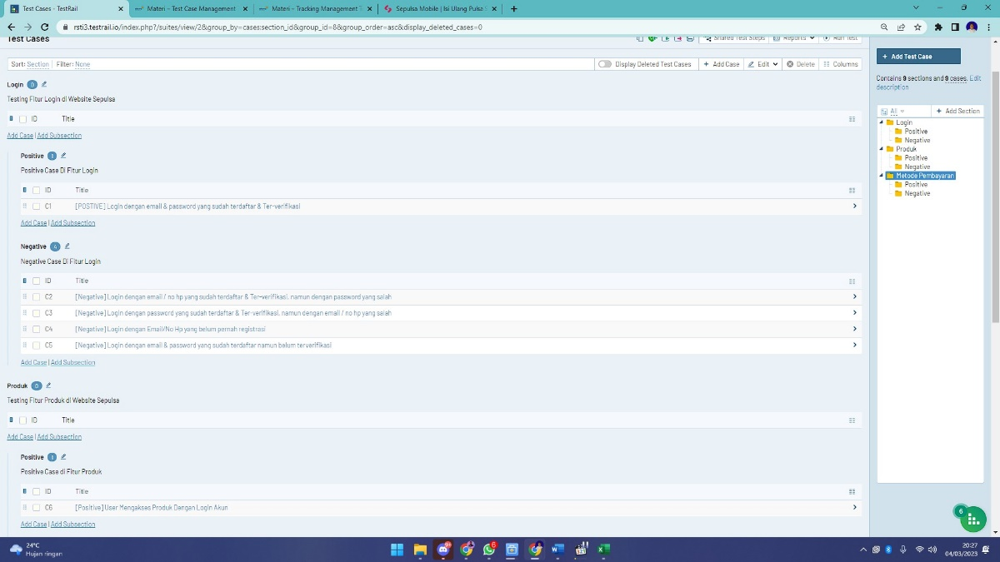 Test Cases - TestRail
Materi – Test Case Management
Materi – Tracking Management T
Sepulsa Mobile | Isi Ulang Pulsa
rsti3.testrail.io/index.php?/suites/view/2&group_by=cases:section_id&group_id=8&group_order=asc&display_deleted_cases=0
Test Cases
Shared Test Steps
Reports
Run Test
Sort: Section
Filter: None
Display Deleted Test Cases
+ Add Case
Edit
Delete
Columns
Login 0
Testing Fitur Login di Website Sepulsa
ID Title
Add Case | Add Subsection
Positive 1
Positive Case Di Fitur Login
ID Title
C1 [POSTIVE] Login dengan email & password yang sudah terdaftar & Ter-verifikasi
Add Case | Add Subsection
Negative 4
Negative Case Di Fitur Login
ID Title
C2 [Negative] Login dengan email / no hp yang sudah terdaftar & Ter-verifikasi, namun dengan password yang salah
C3 [Negative] Login dengan password yang sudah terdaftar & Ter-verifikasi, namun dengan email / no hp yang salah
C4 [Negative] Login dengan Email/No Hp yang belum pernah registrasi
C5 [Negative] Login dengan email & password yang sudah terdaftar namun belum terverifikasi
Add Case | Add Subsection
Produk 0
Testing Fitur Produk di Website Sepulsa
ID Title
Add Case | Add Subsection
Positive 1
Positive Case di Fitur Produk
ID Title
C6 [Positive] User Mengakses Produk Dengan Login Akun
Add Case | Add Subsection
+ Add Test Case
Contains 9 sections and 9 cases. Edit
description
All
+ Add Section
Login
Positive
Negative
Produk
Positive
Negative
Metode Pembayaran
Positive
Negative
6
24°C
Hujan ringan
6
20:27
04/03/2023